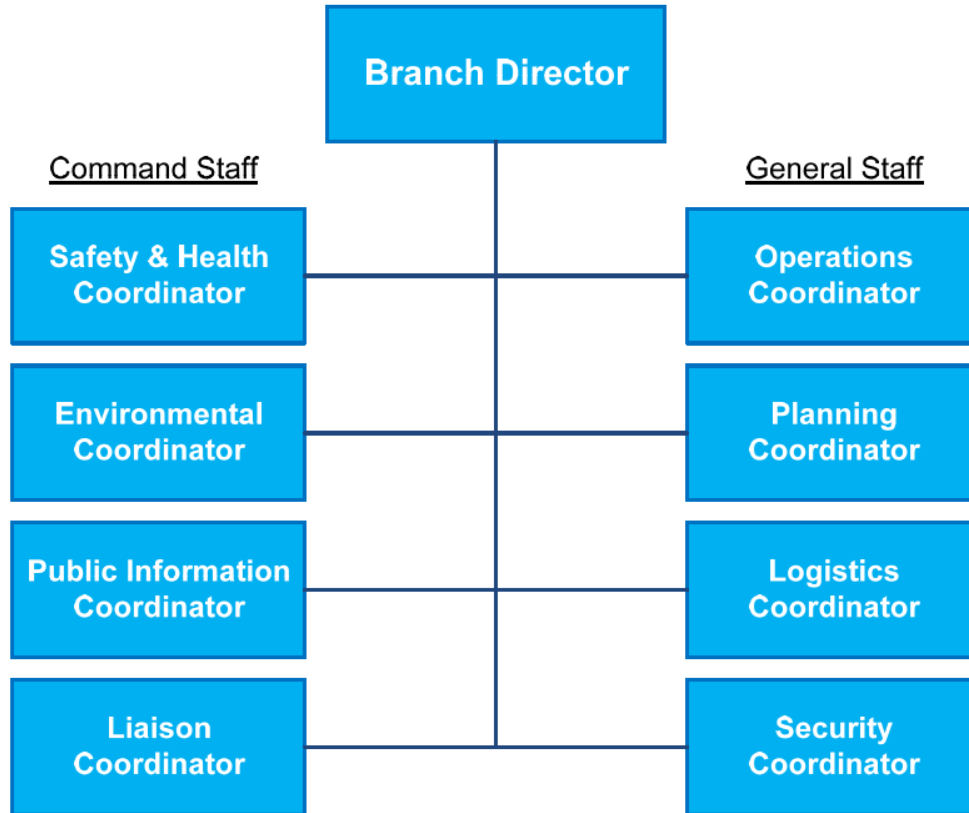 Branch Director
Command Staff
General Staff
Safety & Health
Coordinator
Operations
Coordinator
Environmental
Coordinator
Planning
Coordinator
Public Information
Coordinator
Logistics
Coordinator
Liaison
Coordinator
Security
Coordinator